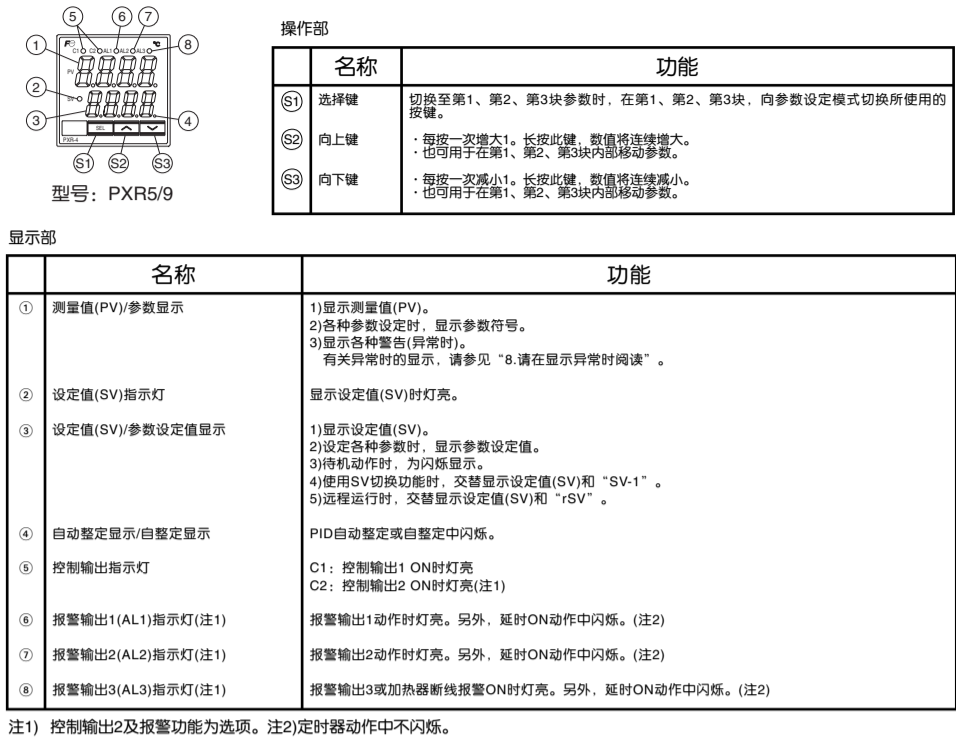 ⑤ ⑥ ⑦
① ⑧
C1 C2 AL1 AL2 AL3 ℃
PV
②
SV
③ ④
SEL
PXR-4
S1 S2 S3
型号：PXR5/9
操作部
名称 功能
S1 选择键 切换至第1、第2、第3块参数时，在第1、第2、第3块，向参数设定模式切换所使用的
按键。
S2 向上键 ·每按一次增大1。长按此键，数值将连续增大。
·也可用于在第1、第2、第3块内部移动参数。
S3 向下键 ·每按一次减小1。长按此键，数值将连续减小。
·也可用于在第1、第2、第3块内部移动参数。
显示部
名称 功能
① 测量值(PV)/参数显示 1)显示测量值(PV)。
2)各种参数设定时，显示参数符号。
3)显示各种警告(异常时)。
有关异常时的显示，请参见“8.请在显示异常时阅读”。
② 设定值(SV)指示灯 显示设定值(SV)时灯亮。
③ 设定值(SV)/参数设定值显示 1)显示设定值(SV)。
2)设定各种参数时，显示参数设定值。
3)待机动作时，为闪烁显示。
4)使用SV切换功能时，交替显示设定值(SV)和“SV-1”。
5)远程运行时，交替显示设定值(SV)和“rSV”。
④ 自动整定显示/自整定显示 PID自动整定或自整定中闪烁。
⑤ 控制输出指示灯 C1：控制输出1 ON时灯亮
C2：控制输出2 ON时灯亮(注1)
⑥ 报警输出1(AL1)指示灯(注1) 报警输出1动作时灯亮。另外，延时ON动作中闪烁。(注2)
⑦ 报警输出2(AL2)指示灯(注1) 报警输出2动作时灯亮。另外，延时ON动作中闪烁。(注2)
⑧ 报警输出3(AL3)指示灯(注1) 报警输出3或加热器断线报警ON时灯亮。另外，延时ON动作中闪烁。(注2)
注1) 控制输出2及报警功能为选项。注2)定时器动作中不闪烁。